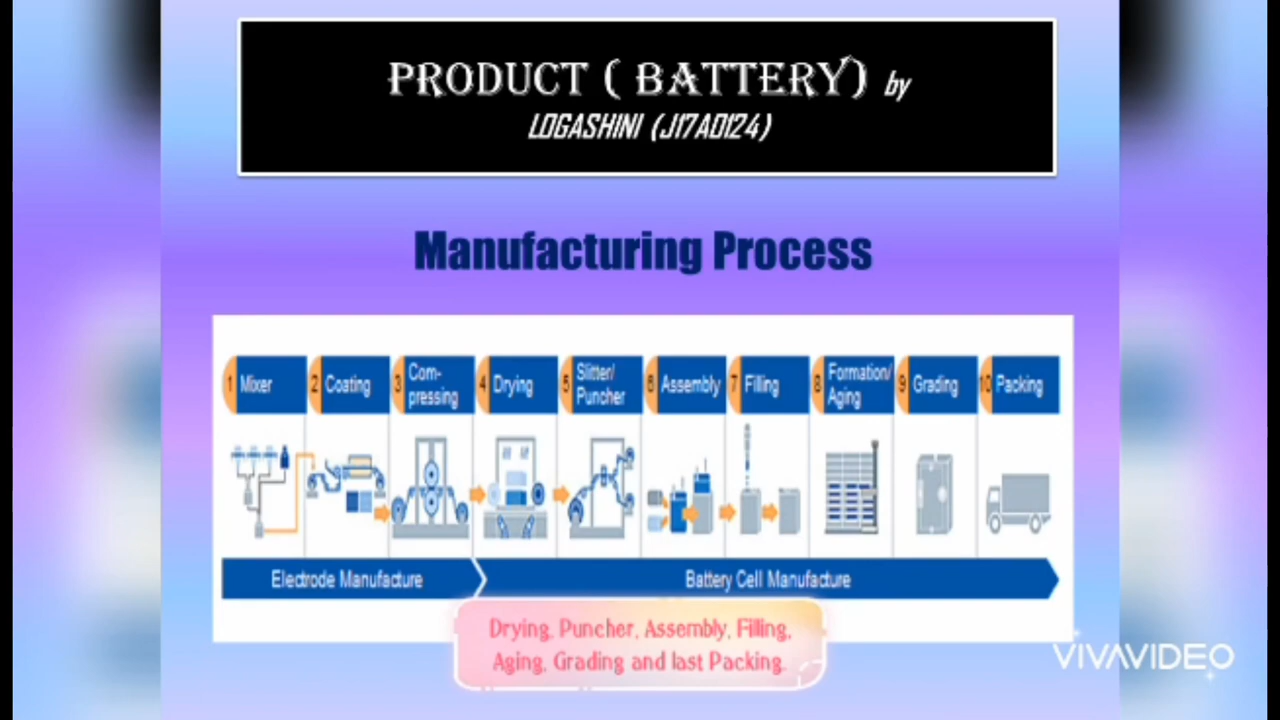 PRODUCT ( BATTERY) by
LOGASHINI (J17A0124)
Manufacturing Process
1 Mixer
2 Coating
3 Com-
pressing
4 Drying
5 Slitter/
Puncher
6 Assembly
7 Filling
8 Formation/
Aging
9 Grading
10 Packing
Electrode Manufacture
Battery Cell Manufacture
Drying, Puncher, Assembly, Filling,
Aging, Grading and last Packing.
VIVAVIDEO